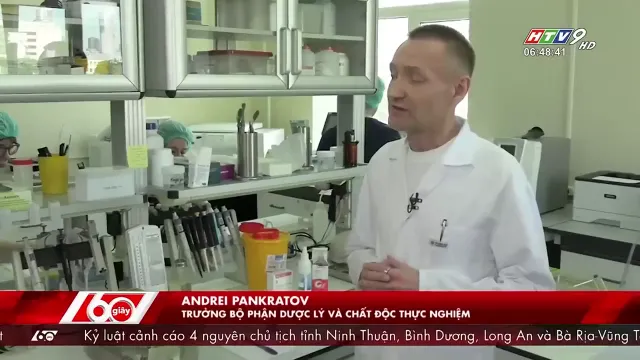 HTV9 HD
06:48:41
60 giây
ANDREI PANKRATOV
TRƯỞNG BỘ PHẬN DƯỢC LÝ VÀ CHẤT ĐỘC THỰC NGHIỆM
60 giây
Kỷ luật cảnh cáo 4 nguyên chủ tịch tỉnh Ninh Thuận, Bình Dương, Long An và Bà Rịa-Vũng T